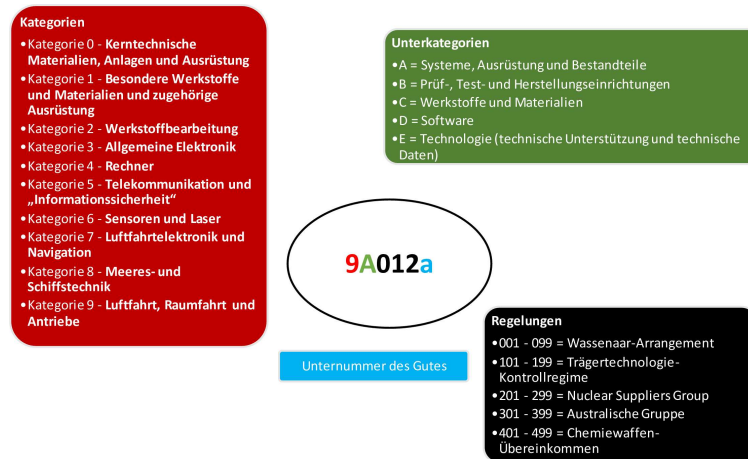 Kategorien
•Kategorie 0 - Kerntechnische
Materialien, Anlagen und Ausrüstung
•Kategorie 1 - Besondere Werkstoffe
und Materialien und zugehörige
Ausrüstung
•Kategorie 2 - Werkstoffbearbeitung
•Kategorie 3 - Allgemeine Elektronik
•Kategorie 4 - Rechner
•Kategorie 5 - Telekommunikation und
„Informationssicherheit“
•Kategorie 6 - Sensoren und Laser
•Kategorie 7 - Luftfahrtelektronik und
Navigation
•Kategorie 8 - Meeres- und
Schiffstechnik
•Kategorie 9 - Luftfahrt, Raumfahrt und
Antriebe
Unterkategorien
•A = Systeme, Ausrüstung und Bestandteile
•B = Prüf-, Test- und Herstellungseinrichtungen
•C = Werkstoffe und Materialien
•D = Software
•E = Technologie (technische Unterstützung und technische
Daten)
9A012a
Unternummer des Gutes
Regelungen
•001 - 099 = Wassenaar-Arrangement
•101 - 199 = Trägertechnologie-
Kontrollregime
•201 - 299 = Nuclear Suppliers Group
•301 - 399 = Australische Gruppe
•401 - 499 = Chemiewaffen-
Übereinkommen